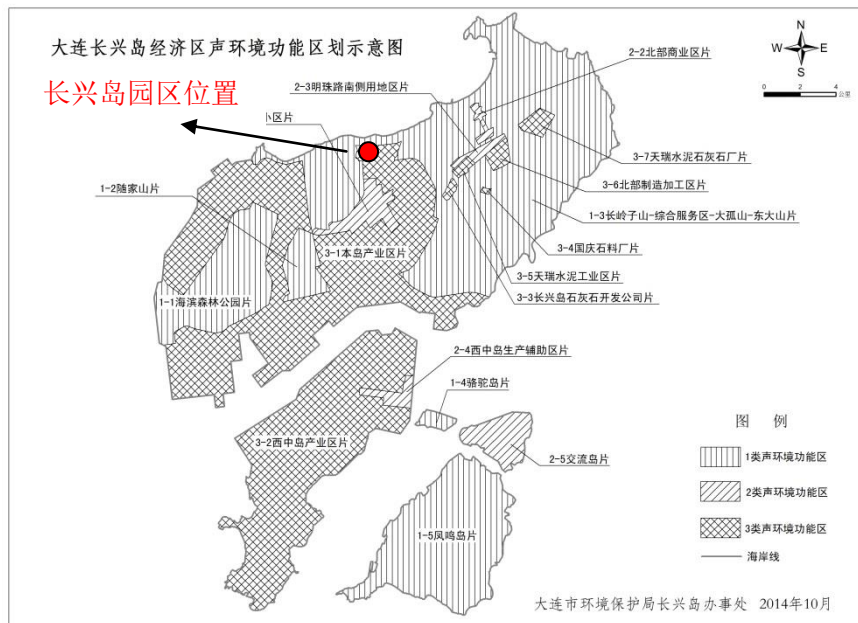 大连长兴岛经济区声环境功能区划示意图
N
W
E
S
0 2 4
公里
长兴岛园区位置
2-2北部商业区片
2-3明珠路南侧用地区片
小区片
3-7天瑞水泥石灰石厂片
3-6北部制造加工区片
1-2随家山片
1-3长岭子山-综合服务区-大孤山-东大山片
3-4国庆石料厂片
3-1本岛产业区片
3-5天瑞水泥工业区片
1-1海滨森林公园片
3-3长兴岛石灰石开发公司片
2-4西中岛生产辅助区片
1-4骆驼岛片
图 例
3-2西中岛产业区片
2-5交流岛片
1类声环境功能区
2类声环境功能区
3类声环境功能区
1-5凤鸣岛片
海岸线
大连市环境保护局长兴岛办事处 2014年10月